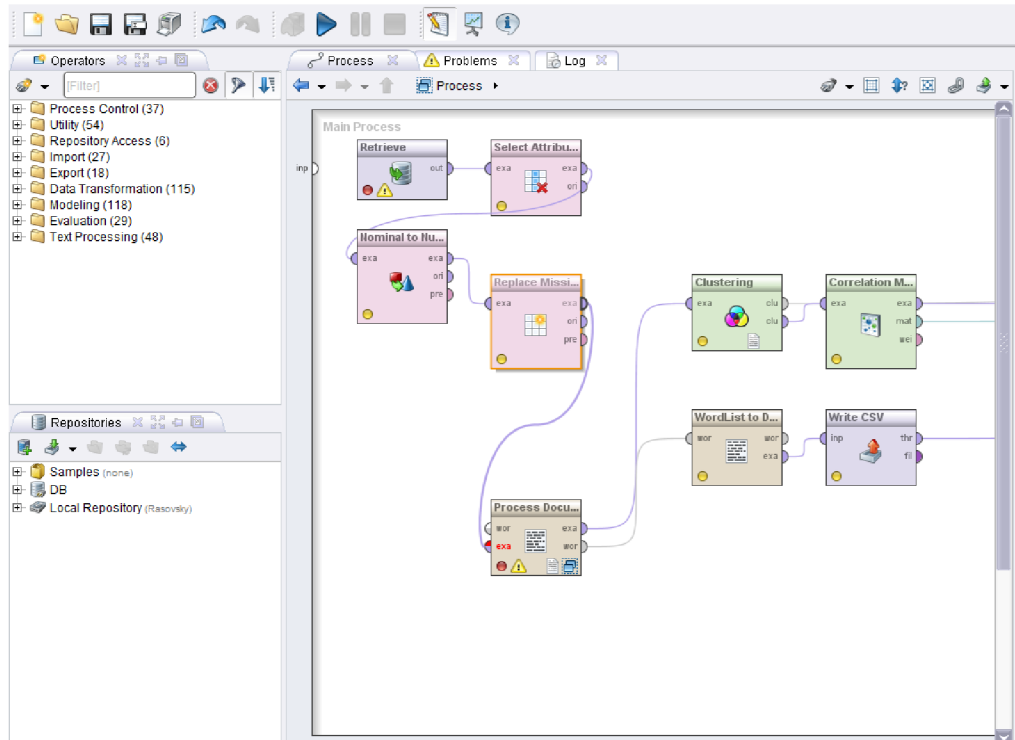 Operators
Process
Problems
Log
[Filter]
Process
Process Control (37)
Utility (54)
Repository Access (6)
Import (27)
Export (18)
Data Transformation (115)
Modeling (118)
Evaluation (29)
Text Processing (48)
Main Process
inp
Retrieve
out
Select Attribu...
exa exa
ori
Nominal to Nu...
exa exa
ori
pre
Replace Missi...
exa exa
ori
pre
Clustering
exa clu
clu
Correlation M...
exa exa
mat
wei
WordList to D...
wor wor
exa
Write CSV
inp thr
fil
Process Docu...
wor exa
exa wor
Repositories
Samples (none)
DB
Local Repository (Rasovsky)